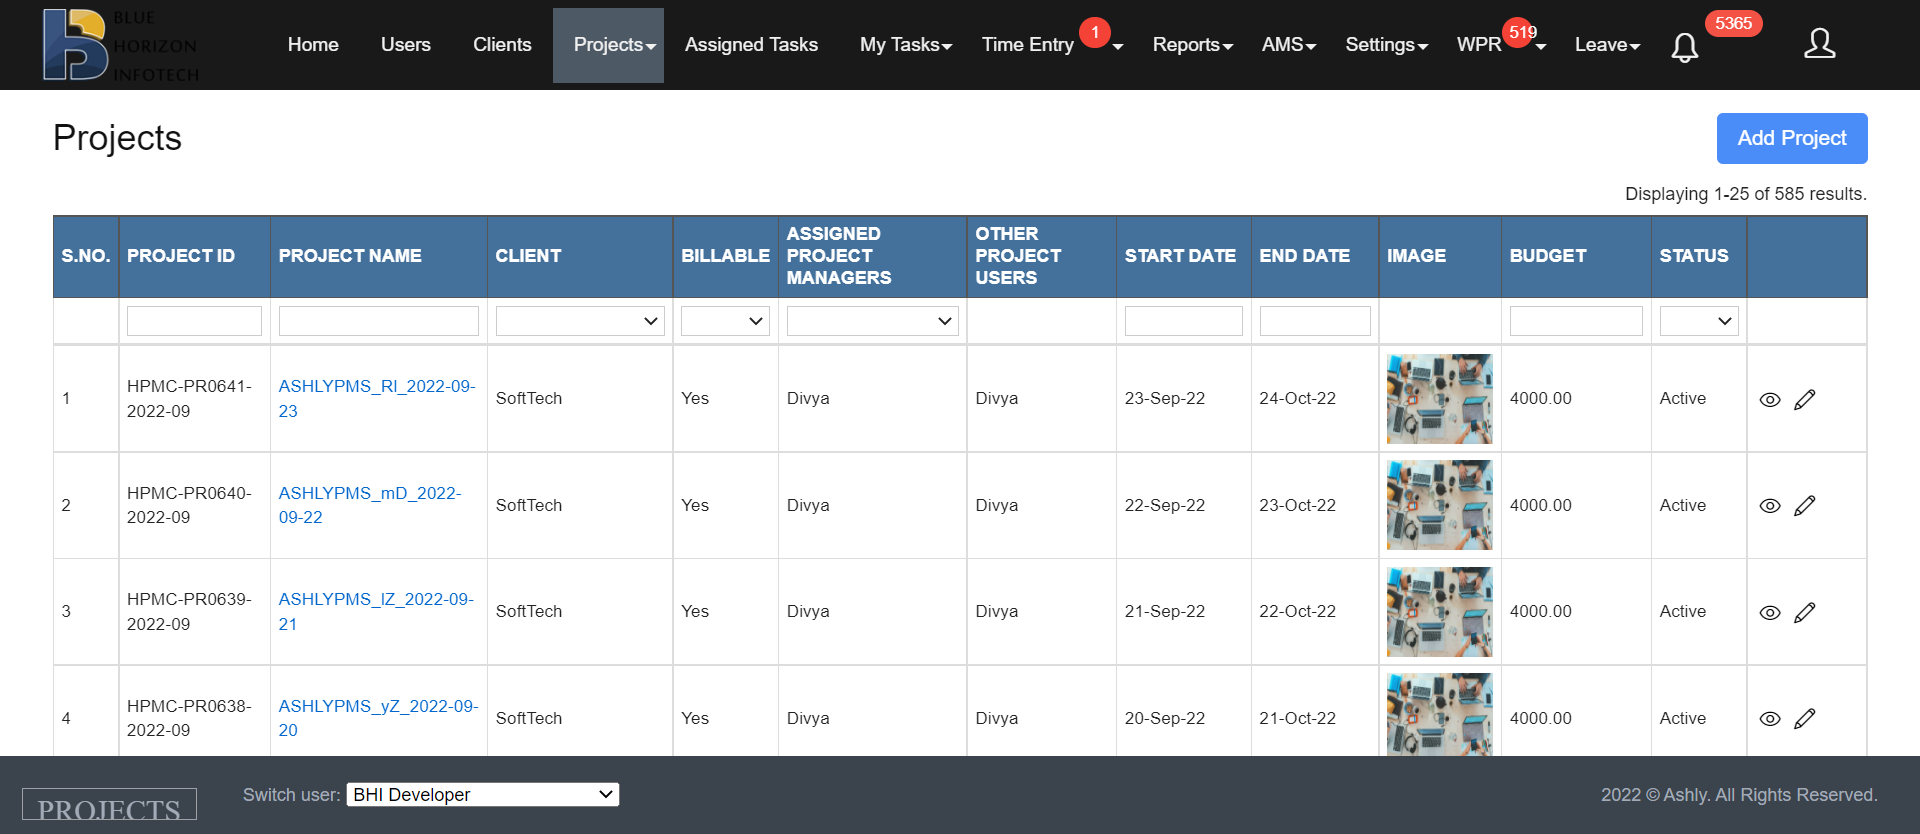 BLUE
HORIZON
INFOTECH
Home Users Clients Projects Assigned Tasks My Tasks Time Entry 1 Reports AMS Settings WPR 519 Leave 5365
Projects
Add Project
Displaying 1-25 of 585 results.
S.NO. PROJECT ID PROJECT NAME CLIENT BILLABLE ASSIGNED PROJECT MANAGERS OTHER PROJECT USERS START DATE END DATE IMAGE BUDGET STATUS
1 HPMC-PR0641-2022-09 ASHLYPMS_RI_2022-09-23 SoftTech Yes Divya Divya 23-Sep-22 24-Oct-22 4000.00 Active
2 HPMC-PR0640-2022-09 ASHLYPMS_mD_2022-09-22 SoftTech Yes Divya Divya 22-Sep-22 23-Oct-22 4000.00 Active
3 HPMC-PR0639-2022-09 ASHLYPMS_lZ_2022-09-21 SoftTech Yes Divya Divya 21-Sep-22 22-Oct-22 4000.00 Active
4 HPMC-PR0638-2022-09 ASHLYPMS_yZ_2022-09-20 SoftTech Yes Divya Divya 20-Sep-22 21-Oct-22 4000.00 Active
PROJECTS
Switch user: BHI Developer
2022 © Ashly. All Rights Reserved.